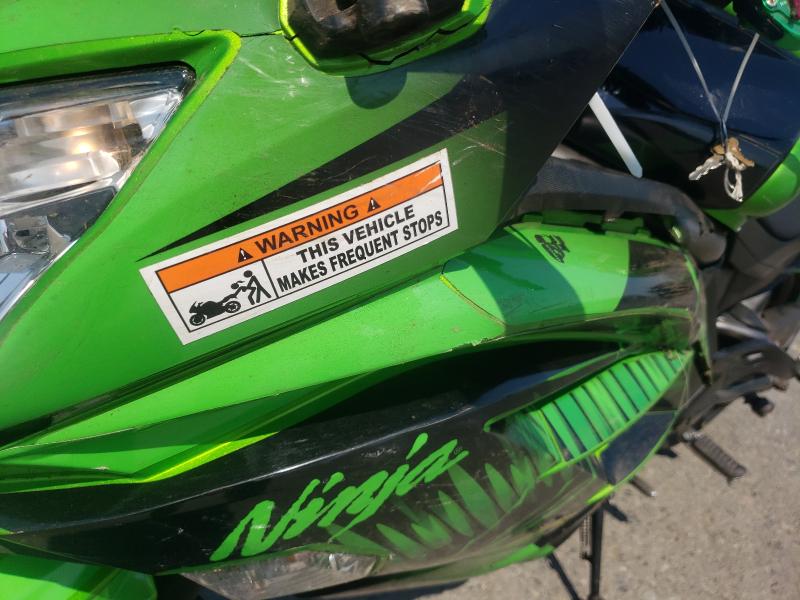 WARNING
THIS VEHICLE
MAKES FREQUENT STOPS
Ninja